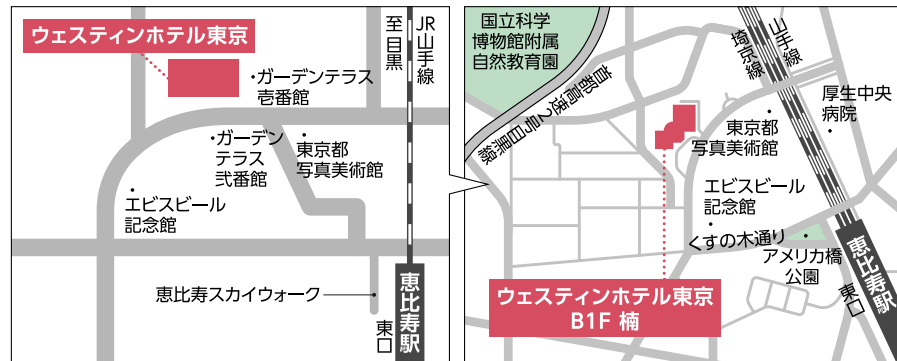 ウェスティンホテル東京
至目黒
JR山手線
・ガーデンテラス
壱番館
・ガーデン
テラス
弐番館
東京都
写真美術館
エビスビール
記念館
恵比寿スカイウォーク
東口
恵比寿駅
国立科学
博物館附属
自然教育園
首都高速2号目黒線
埼京線
山手線
厚生中央
病院
東京都
写真美術館
エビスビール
記念館
くすの木通り
アメリカ橋
公園
ウェスティンホテル東京
B1F 楠
東口
恵比寿駅